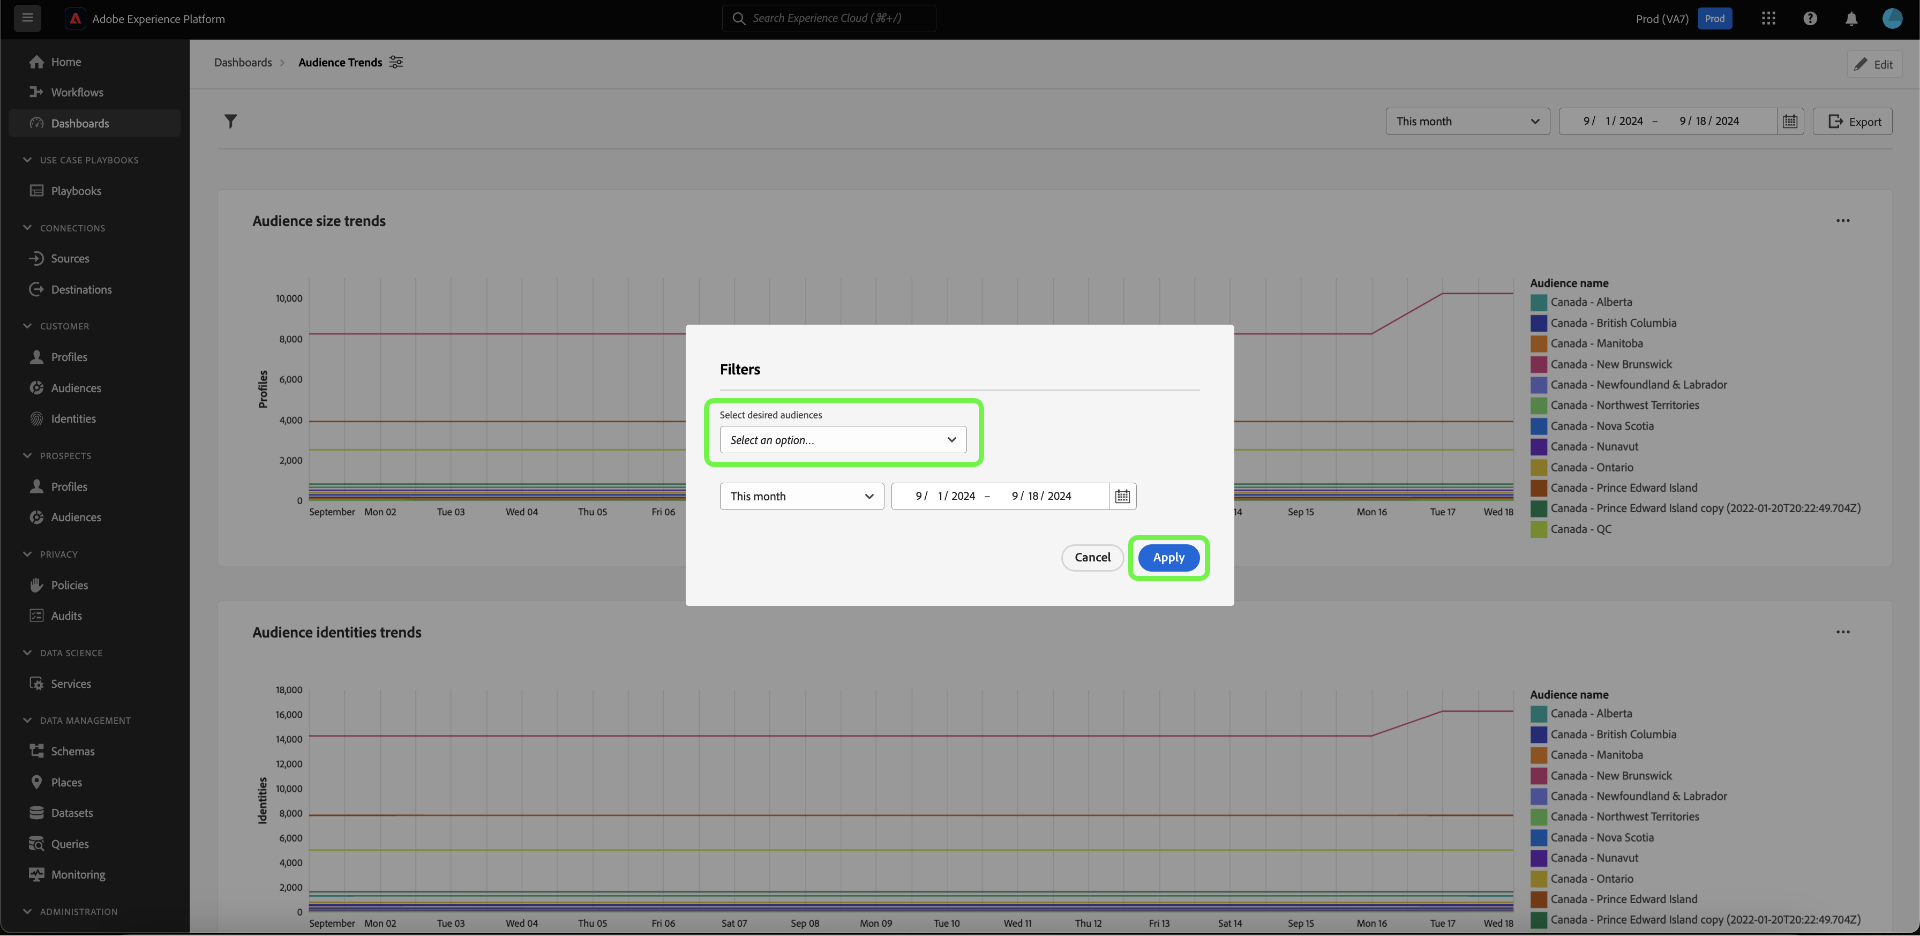 Adobe Experience Platform
Search Experience Cloud (⌘+/)
Prod (VA7)
Prod
Home
Workflows
Dashboards
USE CASE PLAYBOOKS
Playbooks
CONNECTIONS
Sources
Destinations
CUSTOMER
Profiles
Audiences
Identities
PROSPECTS
Profiles
Audiences
PRIVACY
Policies
Audits
DATA SCIENCE
Services
DATA MANAGEMENT
Schemas
Places
Datasets
Queries
Monitoring
ADMINISTRATION
Dashboards > Audience Trends
Edit
This month
9/ 1/2024 – 9/18/2024
Export
Audience size trends
Profiles
10,000
8,000
6,000
4,000
2,000
0
September Mon 02 Tue 03 Wed 04 Thu 05 Fri 06 14 Sep 15 Mon 16 Tue 17 Wed 18
Audience name
Canada - Alberta
Canada - British Columbia
Canada - Manitoba
Canada - New Brunswick
Canada - Newfoundland & Labrador
Canada - Northwest Territories
Canada - Nova Scotia
Canada - Nunavut
Canada - Ontario
Canada - Prince Edward Island
Canada - Prince Edward Island copy (2022-01-20T20:22:49.704Z)
Canada - QC
Filters
Select desired audiences
Select an option...
This month
9/ 1/2024 – 9/18/2024
Cancel
Apply
Audience identities trends
Identities
18,000
16,000
14,000
12,000
10,000
8,000
6,000
4,000
2,000
0
September Mon 02 Tue 03 Wed 04 Thu 05 Fri 06 Sat 07 Sep 08 Mon 09 Tue 10 Wed 11 Thu 12 Fri 13 Sat 14 Sep 15 Mon 16 Tue 17 Wed 18
Audience name
Canada - Alberta
Canada - British Columbia
Canada - Manitoba
Canada - New Brunswick
Canada - Newfoundland & Labrador
Canada - Northwest Territories
Canada - Nova Scotia
Canada - Nunavut
Canada - Ontario
Canada - Prince Edward Island
Canada - Prince Edward Island copy (2022-01-20T20:22:49.704Z)